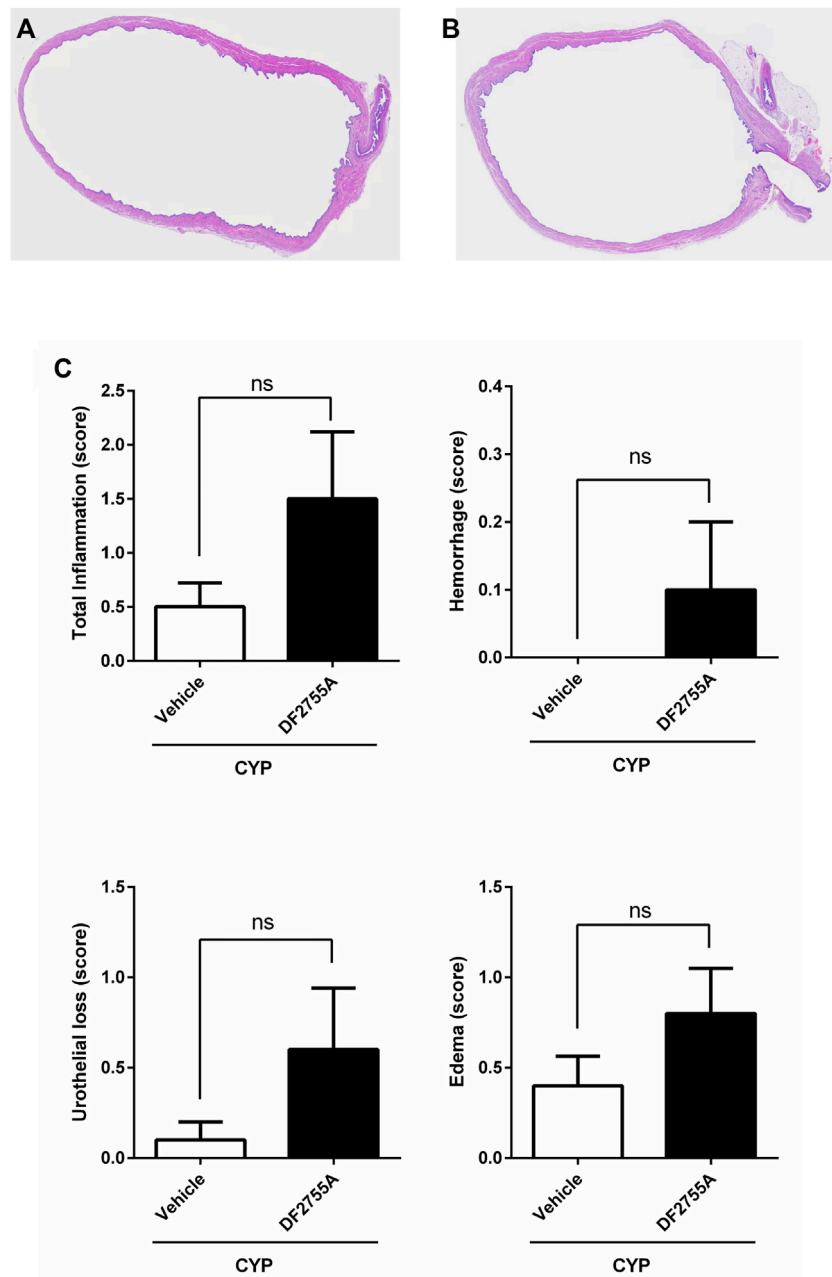 A
B
C
Total Inflammation (score)
2.5
2.0
1.5
1.0
0.5
0.0
ns
Vehicle
DF2755A
CYP
Hemorrhage (score)
0.4
0.3
0.2
0.1
0.0
ns
Vehicle
DF2755A
CYP
Urothelial loss (score)
1.5
1.0
0.5
0.0
ns
Vehicle
DF2755A
CYP
Edema (score)
1.5
1.0
0.5
0.0
ns
Vehicle
DF2755A
CYP